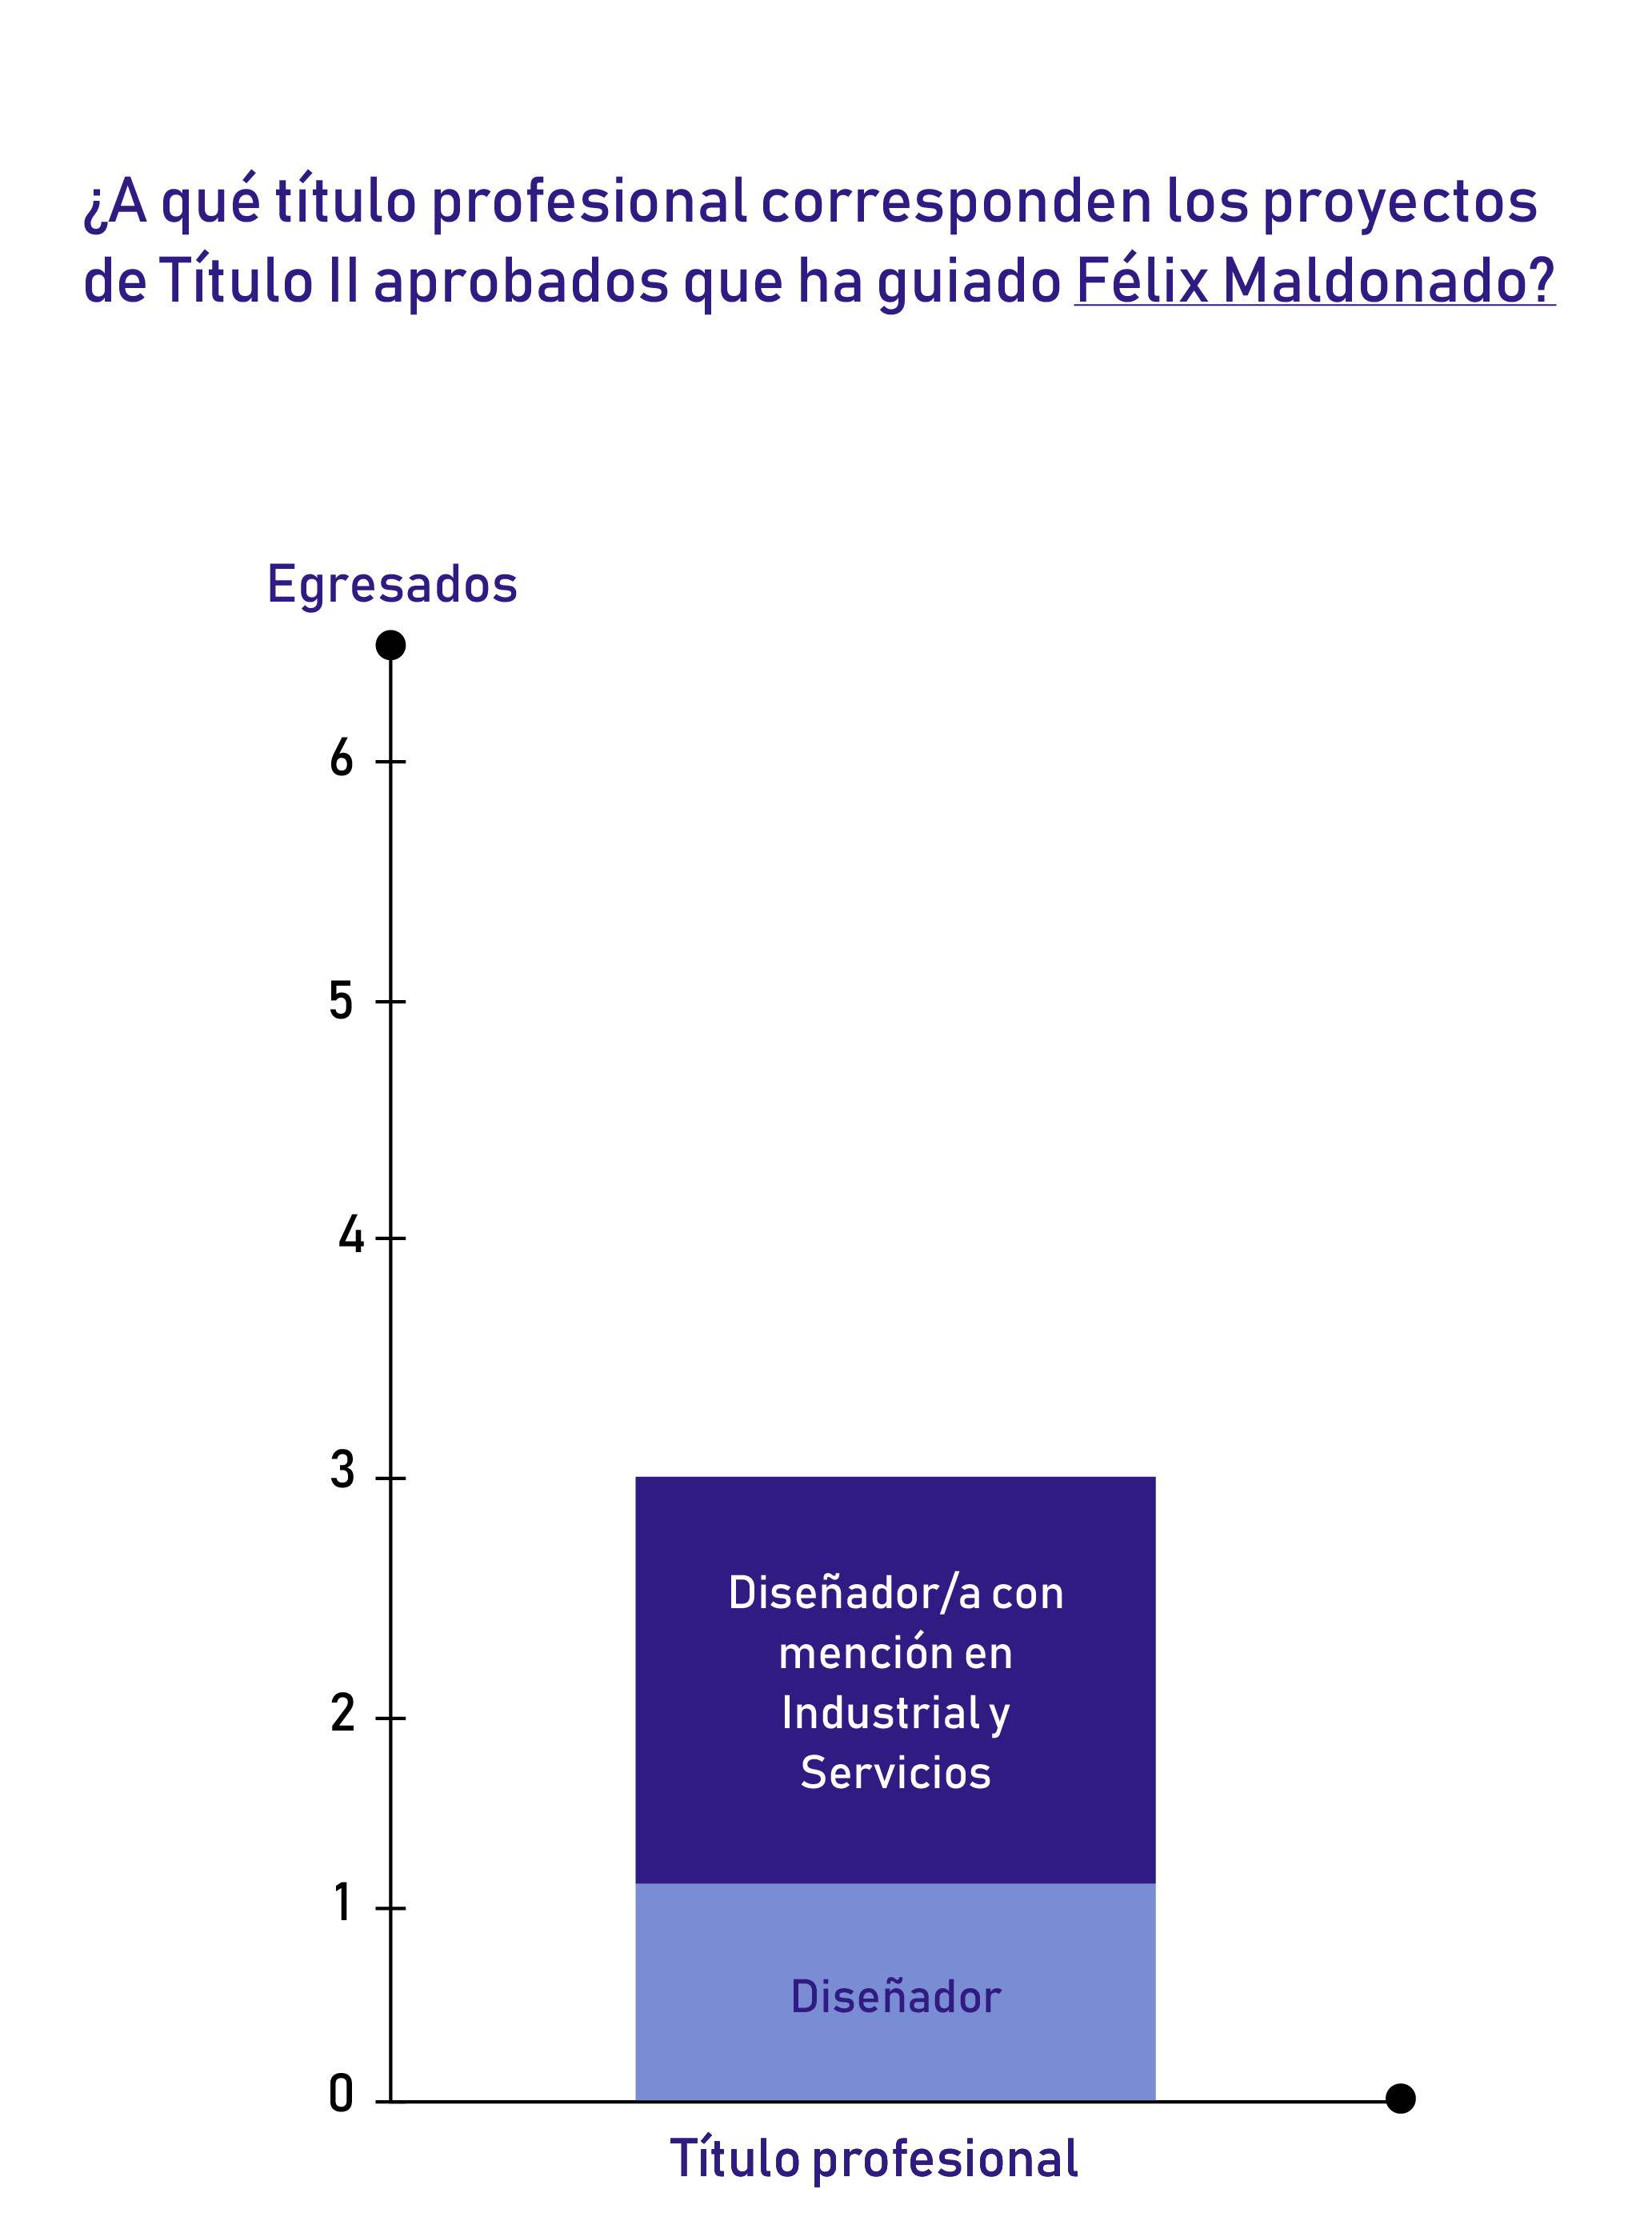 ¿A qué título profesional corresponden los proyectos
de Título II aprobados que ha guiado Félix Maldonado?
Egresados
6
5
4
3
2
1
0
Diseñador/a con
mención en
Industrial y
Servicios
Diseñador
Título profesional